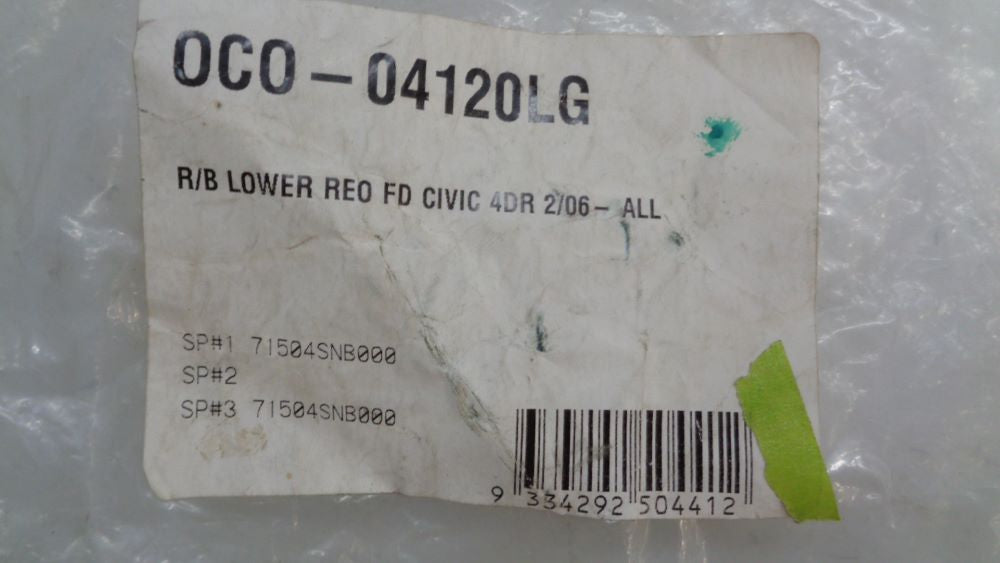 OCO – 04120LG
R/B LOWER REO FD CIVIC 4DR 2/06 – ALL
SP#1 71504SNB000
SP#2
SP#3 71504SNB000
9 334292 504412